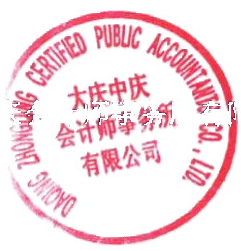 DAQING ZHONGQING CERTIFIED PUBLIC ACCOUNTANTS CO., LTD.
大庆中庆
会计师事务所
有限公司